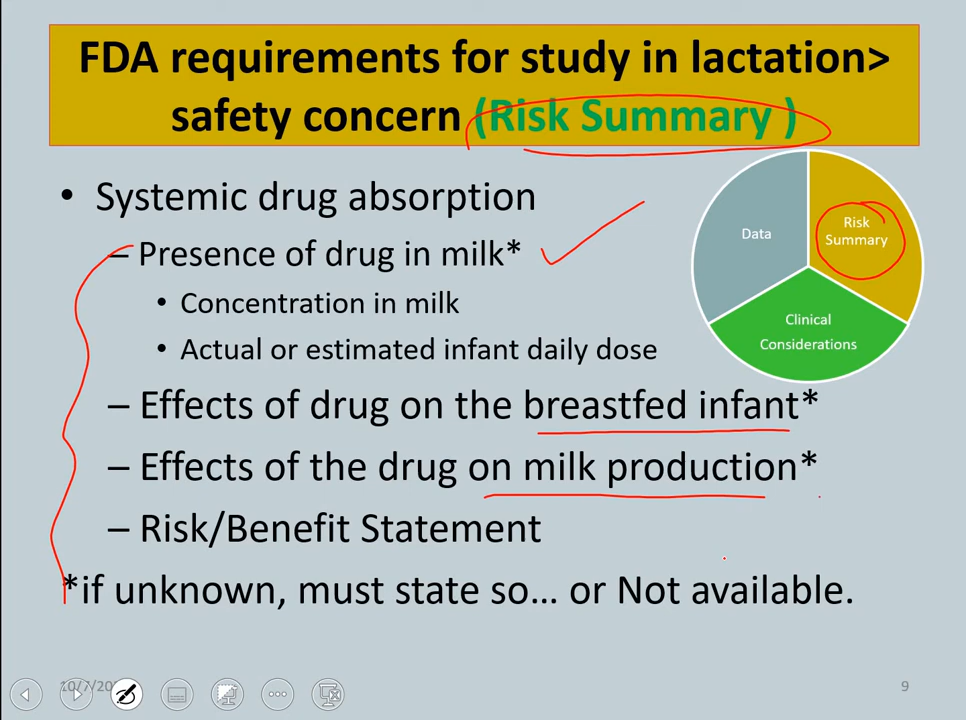 FDA requirements for study in lactation>
safety concern (Risk Summary )
• Systemic drug absorption
– Presence of drug in milk*
• Concentration in milk
• Actual or estimated infant daily dose
– Effects of drug on the breastfed infant*
– Effects of the drug on milk production*
– Risk/Benefit Statement
*if unknown, must state so... or Not available.
Data
Risk
Summary
Clinical
Considerations
9